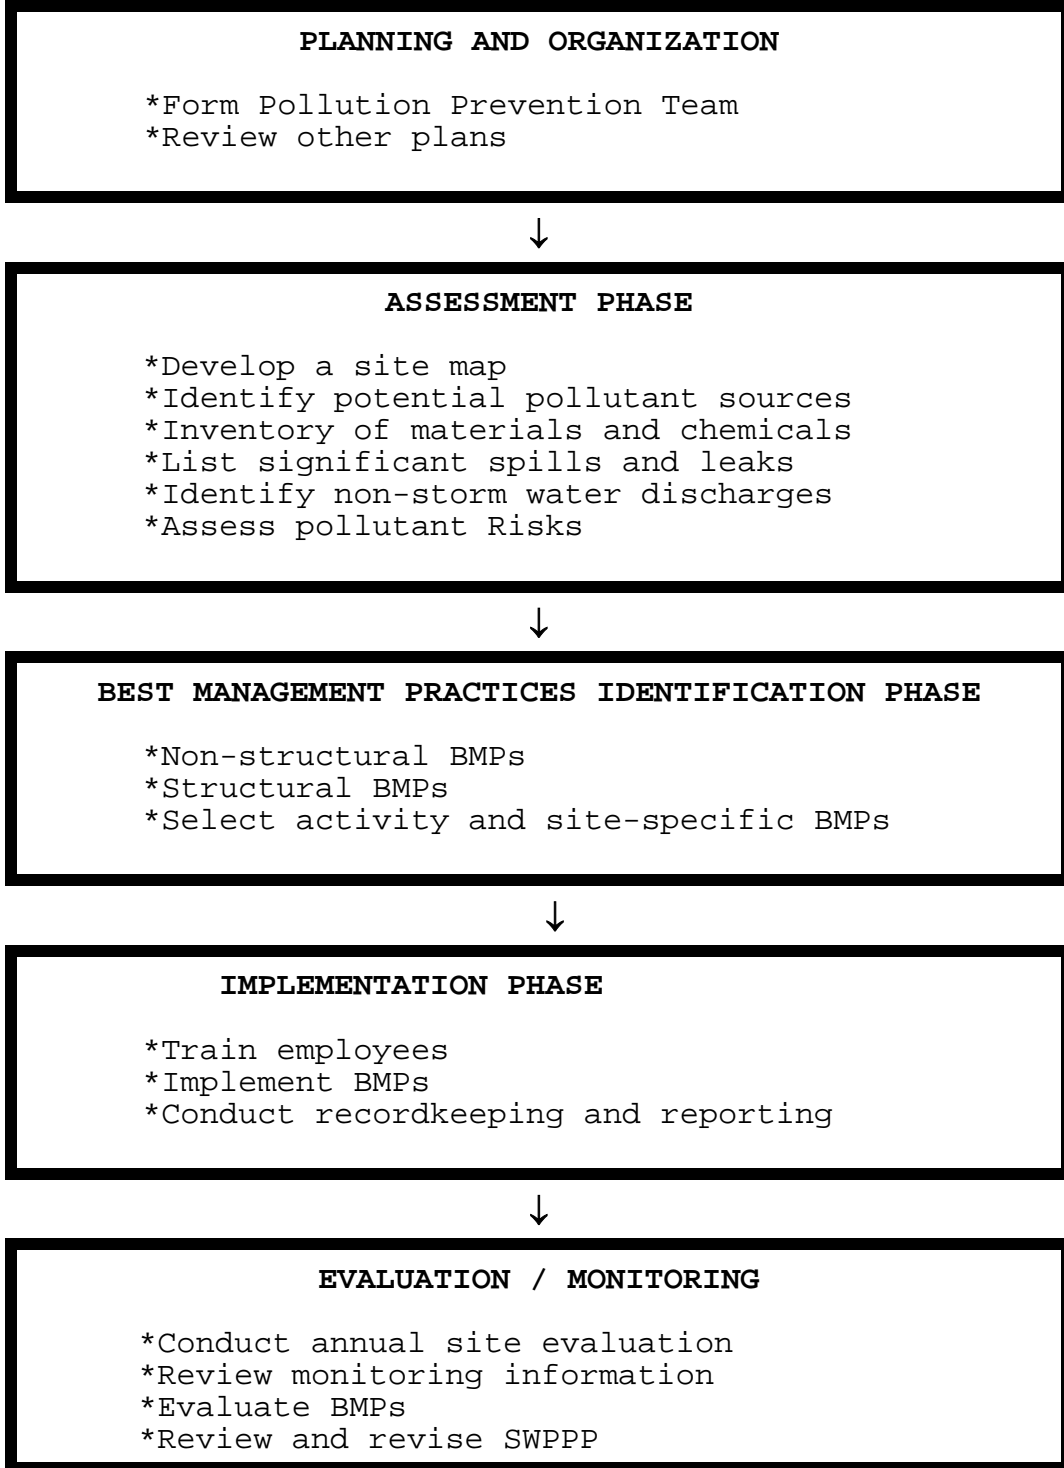 PLANNING AND ORGANIZATION
*Form Pollution Prevention Team
*Review other plans
↓
ASSESSMENT PHASE
*Develop a site map
*Identify potential pollutant sources
*Inventory of materials and chemicals
*List significant spills and leaks
*Identify non-storm water discharges
*Assess pollutant Risks
↓
BEST MANAGEMENT PRACTICES IDENTIFICATION PHASE
*Non-structural BMPs
*Structural BMPs
*Select activity and site-specific BMPs
↓
IMPLEMENTATION PHASE
*Train employees
*Implement BMPs
*Conduct recordkeeping and reporting
↓
EVALUATION / MONITORING
*Conduct annual site evaluation
*Review monitoring information
*Evaluate BMPs
*Review and revise SWPPP